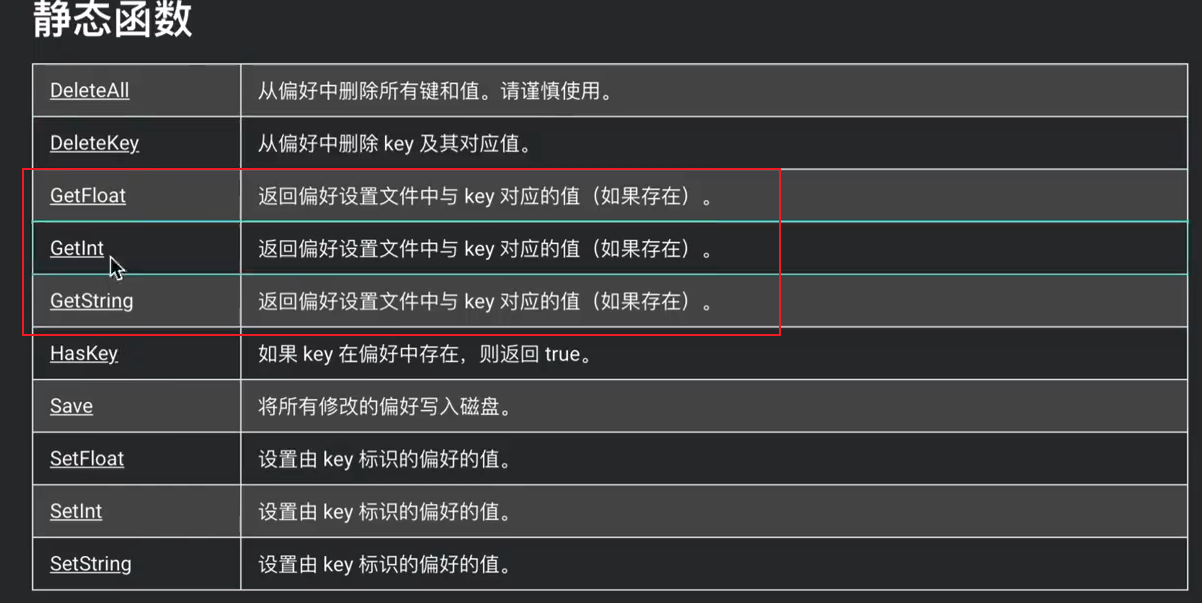 静态函数
DeleteAll 从偏好中删除所有键和值。请谨慎使用。
DeleteKey 从偏好中删除 key 及其对应值。
GetFloat 返回偏好设置文件中与 key 对应的值（如果存在）。
GetInt 返回偏好设置文件中与 key 对应的值（如果存在）。
GetString 返回偏好设置文件中与 key 对应的值（如果存在）。
HasKey 如果 key 在偏好中存在，则返回 true。
Save 将所有修改的偏好写入磁盘。
SetFloat 设置由 key 标识的偏好的值。
SetInt 设置由 key 标识的偏好的值。
SetString 设置由 key 标识的偏好的值。